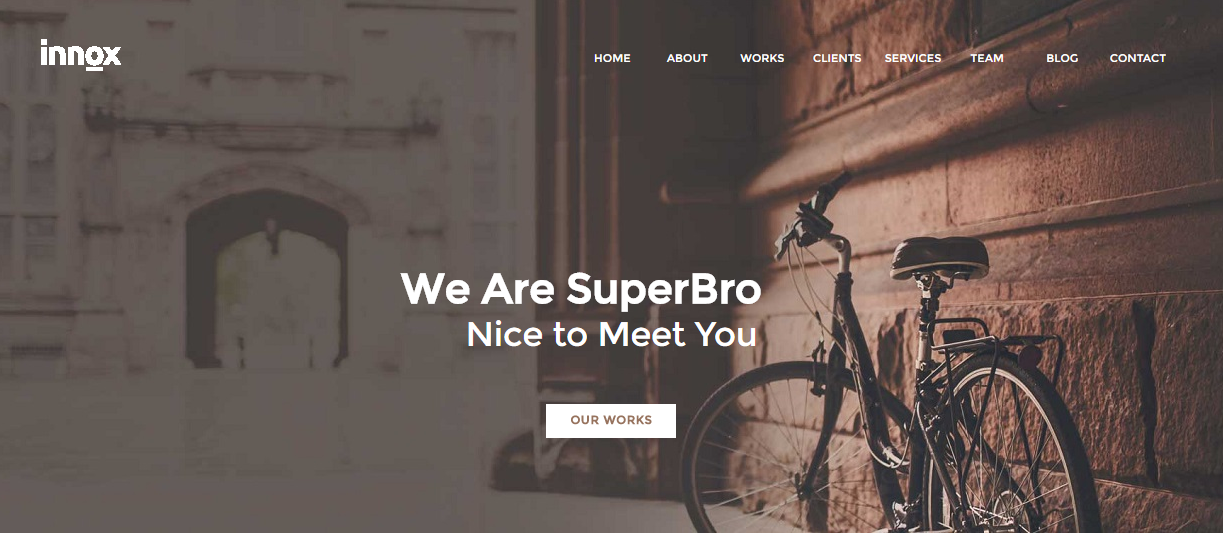 innox
HOME ABOUT WORKS CLIENTS SERVICES TEAM BLOG CONTACT
We Are SuperBro
Nice to Meet You
OUR WORKS